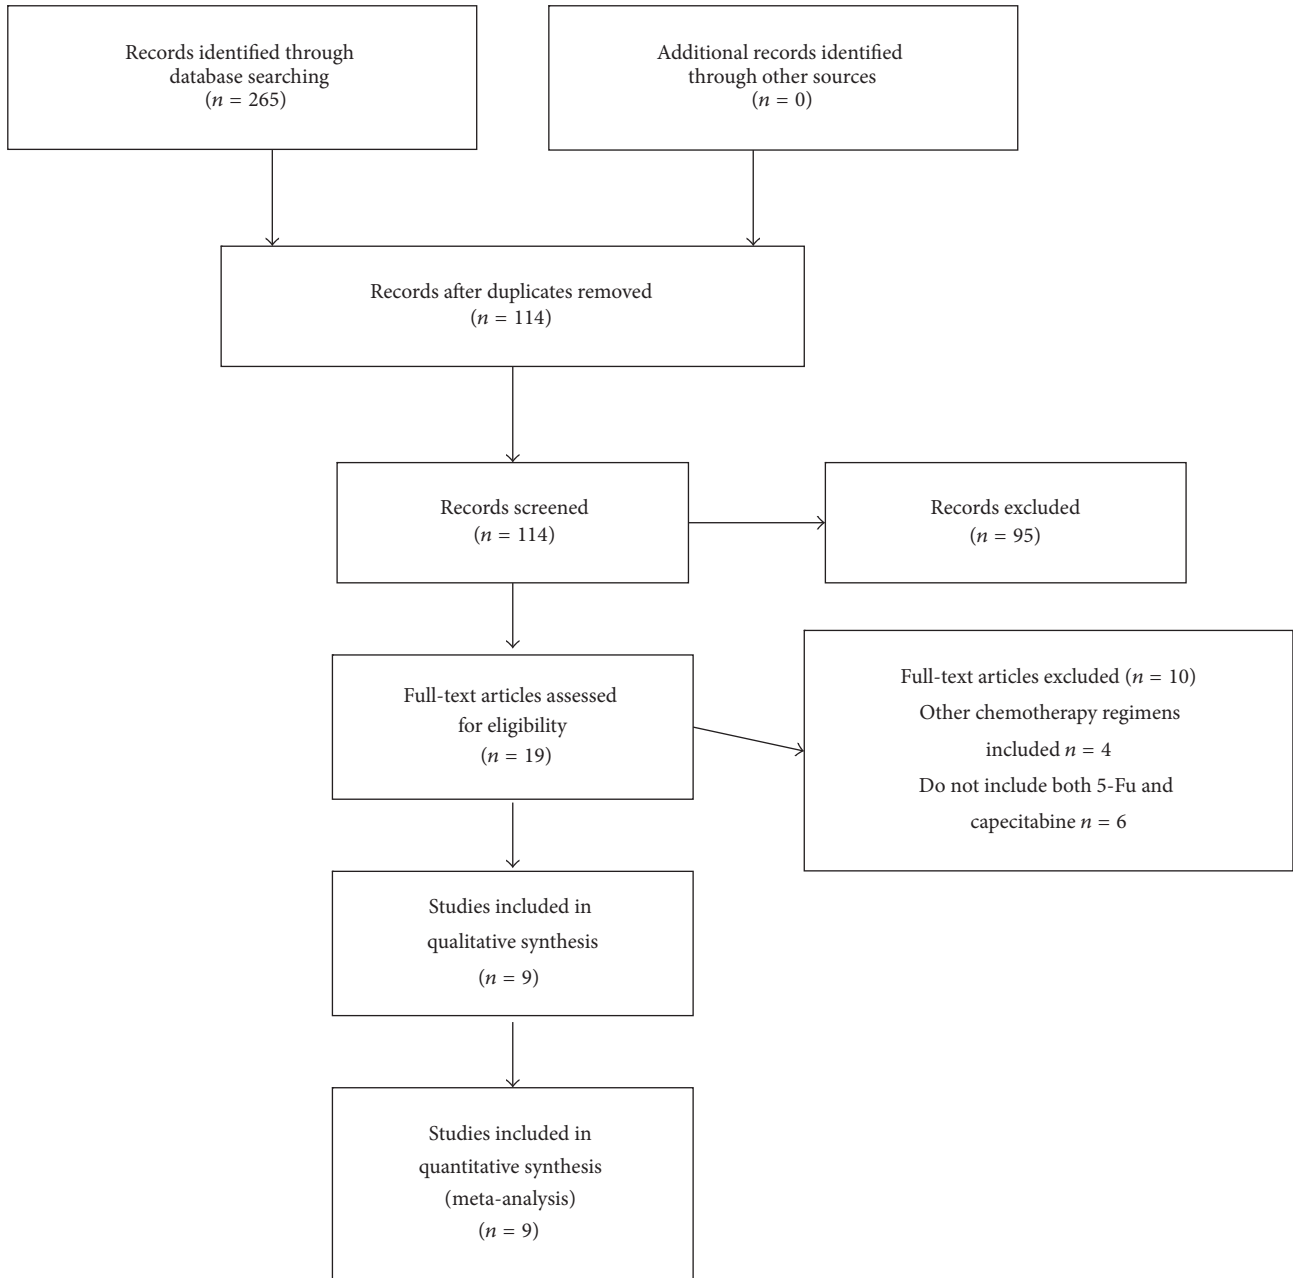 Records identified through
database searching
(n = 265)
Additional records identified
through other sources
(n = 0)
Records after duplicates removed
(n = 114)
Records screened
(n = 114)
Records excluded
(n = 95)
Full-text articles assessed
for eligibility
(n = 19)
Full-text articles excluded (n = 10)
Other chemotherapy regimens
included n = 4
Do not include both 5-Fu and
capecitabine n = 6
Studies included in
qualitative synthesis
(n = 9)
Studies included in
quantitative synthesis
(meta-analysis)
(n = 9)